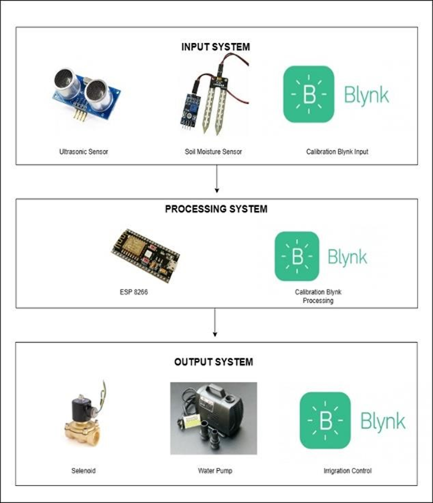 INPUT SYSTEM
B Blynk
Ultrasonic Sensor
Soil Moisture Sensor
Calibration Blynk Input
PROCESSING SYSTEM
B Blynk
ESP 8266
Calibration Blynk
Processing
OUTPUT SYSTEM
B Blynk
Selenoid
Water Pump
Irrigration Control